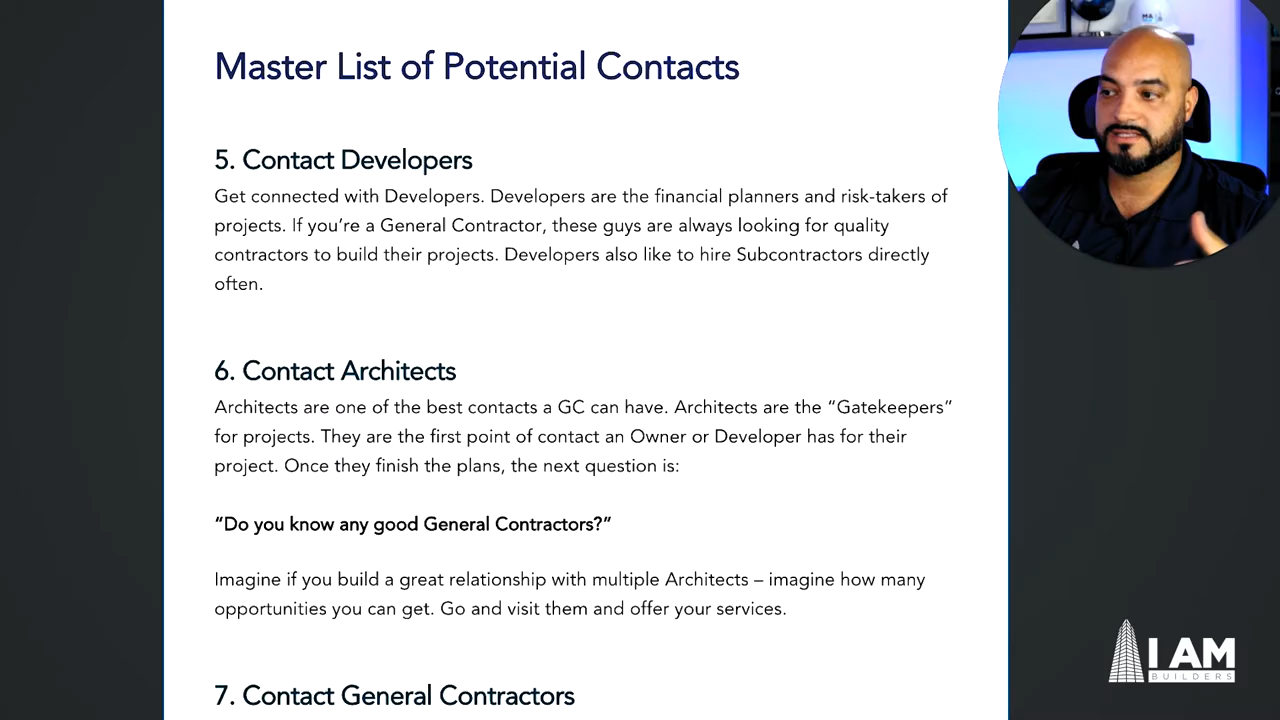 Master List of Potential Contacts
5. Contact Developers
Get connected with Developers. Developers are the financial planners and risk-takers of
projects. If you're a General Contractor, these guys are always looking for quality
contractors to build their projects. Developers also like to hire Subcontractors directly
often.
6. Contact Architects
Architects are one of the best contacts a GC can have. Architects are the “Gatekeepers”
for projects. They are the first point of contact an Owner or Developer has for their
project. Once they finish the plans, the next question is:
“Do you know any good General Contractors?”
Imagine if you build a great relationship with multiple Architects – imagine how many
opportunities you can get. Go and visit them and offer your services.
7. Contact General Contractors
I AM
BUILDERS